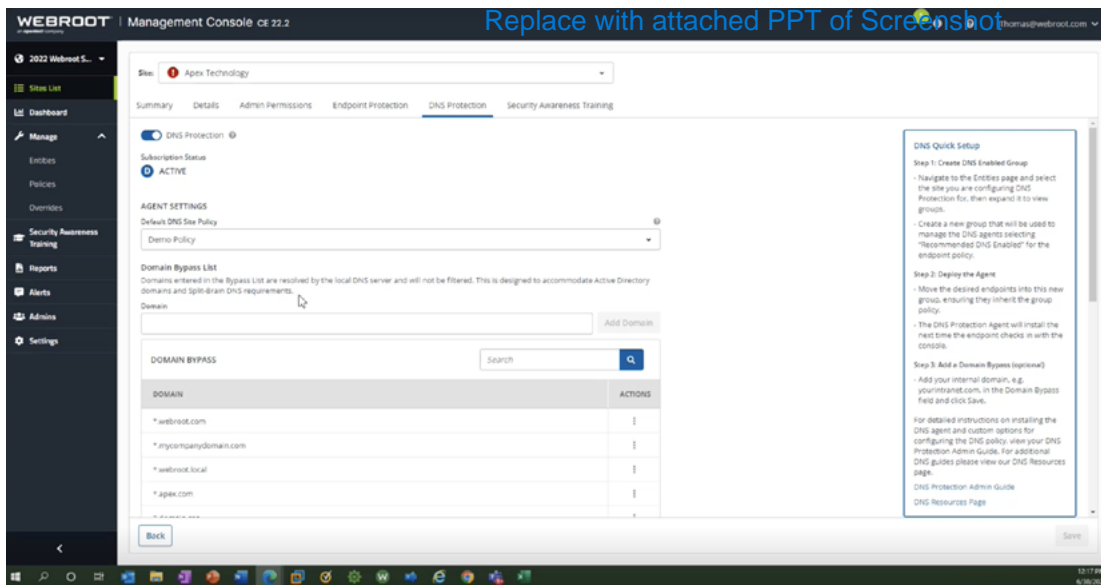 WEBROOT | Management Console CE 22.2
Replace with attached PPT of Screenshot
Thomas@webroot.com
2022 Webroot S...
Sites List
Dashboard
Manage
Entities
Policies
Overrides
Security Awareness
Training
Reports
Alerts
Admins
Settings
Site: Apex Technology
Summary Details Admin Permissions Endpoint Protection DNS Protection Security Awareness Training
DNS Protection
Subscription Status
D ACTIVE
AGENT SETTINGS
Default DNS Site Policy
Demo Policy
Domain Bypass List
Domains entered in the Bypass List are resolved by the local DNS server and will not be filtered. This is designed to accommodate Active Directory
domains and Split-Brain DNS requirements.
Domain
Add Domain
DOMAIN BYPASS Search
DOMAIN ACTIONS
*.webroot.com
*.mycompanydomain.com
*.webroot.local
*.apex.com
Back
Save
DNS Quick Setup
Step 1: Create DNS Enabled Group
- Navigate to the Entities page and select
the site you are configuring DNS
Protection for, then expand it to view
groups.
- Create a new group that will be used to
manage the DNS agents selecting
"Recommended DNS Enabled" for the
endpoint policy.
Step 2: Deploy the Agent
- Move the desired endpoints into this new
group, ensuring they inherit the group
policy.
- The DNS Protection Agent will install the
next time the endpoint checks in with the
console.
Step 3: Add a Domain Bypass (optional)
- Add your internal domain, e.g.
yourintranet.com, in the Domain Bypass
field and click Save.
For detailed instructions on installing the
DNS agent and custom options for
configuring the DNS policy, view your DNS
Protection Admin Guide. For additional
DNS guides please view our DNS Resources
page.
DNS Protection Admin Guide
DNS Resources Page
12:17 PM